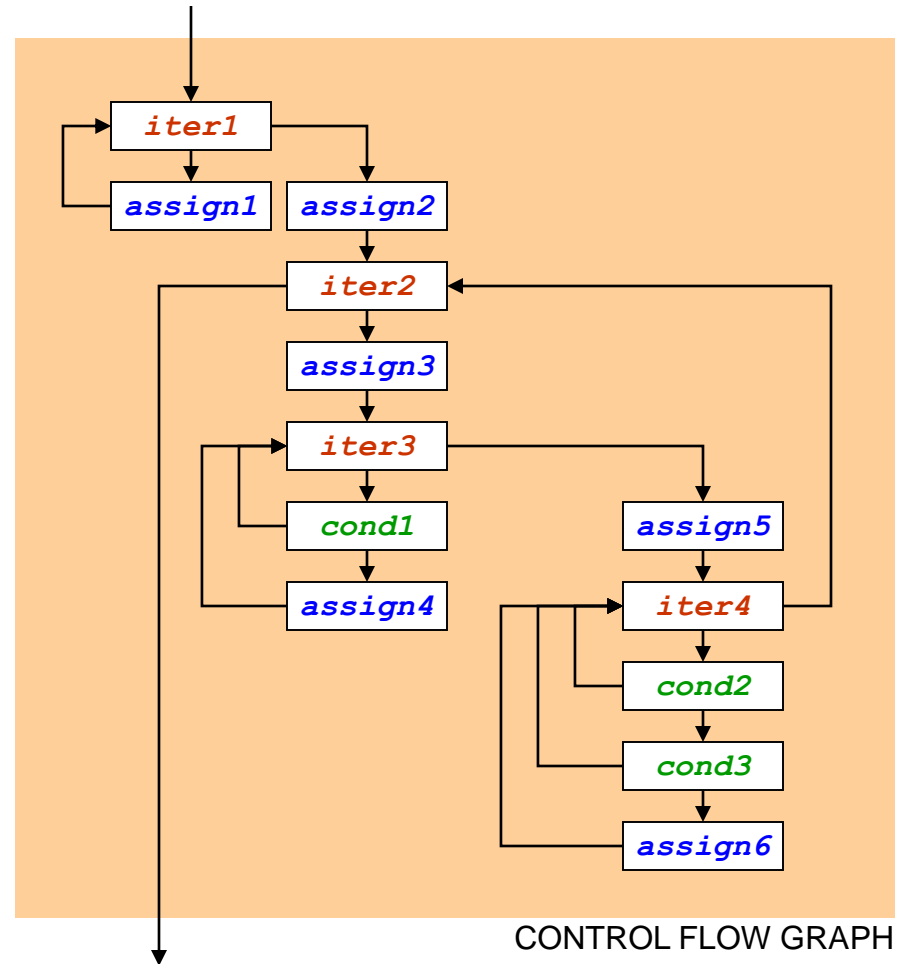 iter1
assign1 assign2
iter2
assign3
iter3
cond1 assign5
assign4 iter4
cond2
cond3
assign6
CONTROL FLOW GRAPH